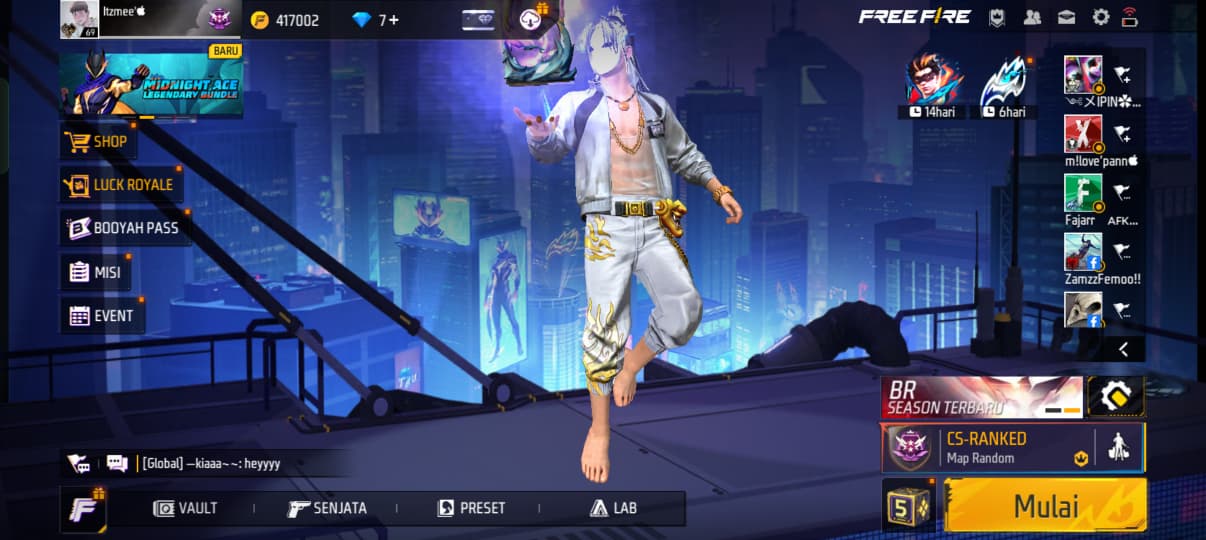 Itzmee'
69
417002
7+
FREE FIRE
BARU
MIDNIGHT ACE
LEGENDARY BUNDLE
SHOP
LUCK ROYALE
BOOYAH PASS
MISI
EVENT
14hari
6hari
IPIN
m!love'pann
Fajarr
AFK...
ZamzzFemoo!!
BR
SEASON TERBARU
CS-RANKED
Map Random
[Global] —kiaaa~~: heyyyy
VAULT
SENJATA
PRESET
LAB
5
Mulai